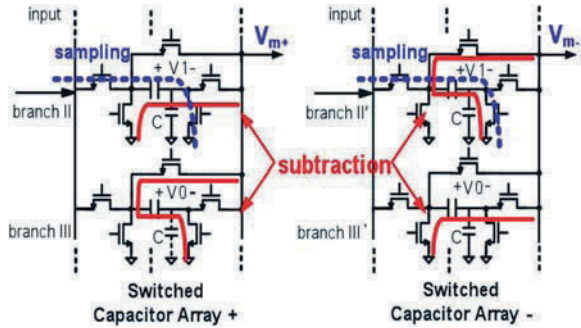 input
sampling
Vm+
+ V1 -
branch II
C
+V0-
branch III
C
Switched
Capacitor Array +
subtraction
input
sampling
Vm-
+ V1-
branch II'
C
+V0-
branch III'
C
Switched
Capacitor Array -